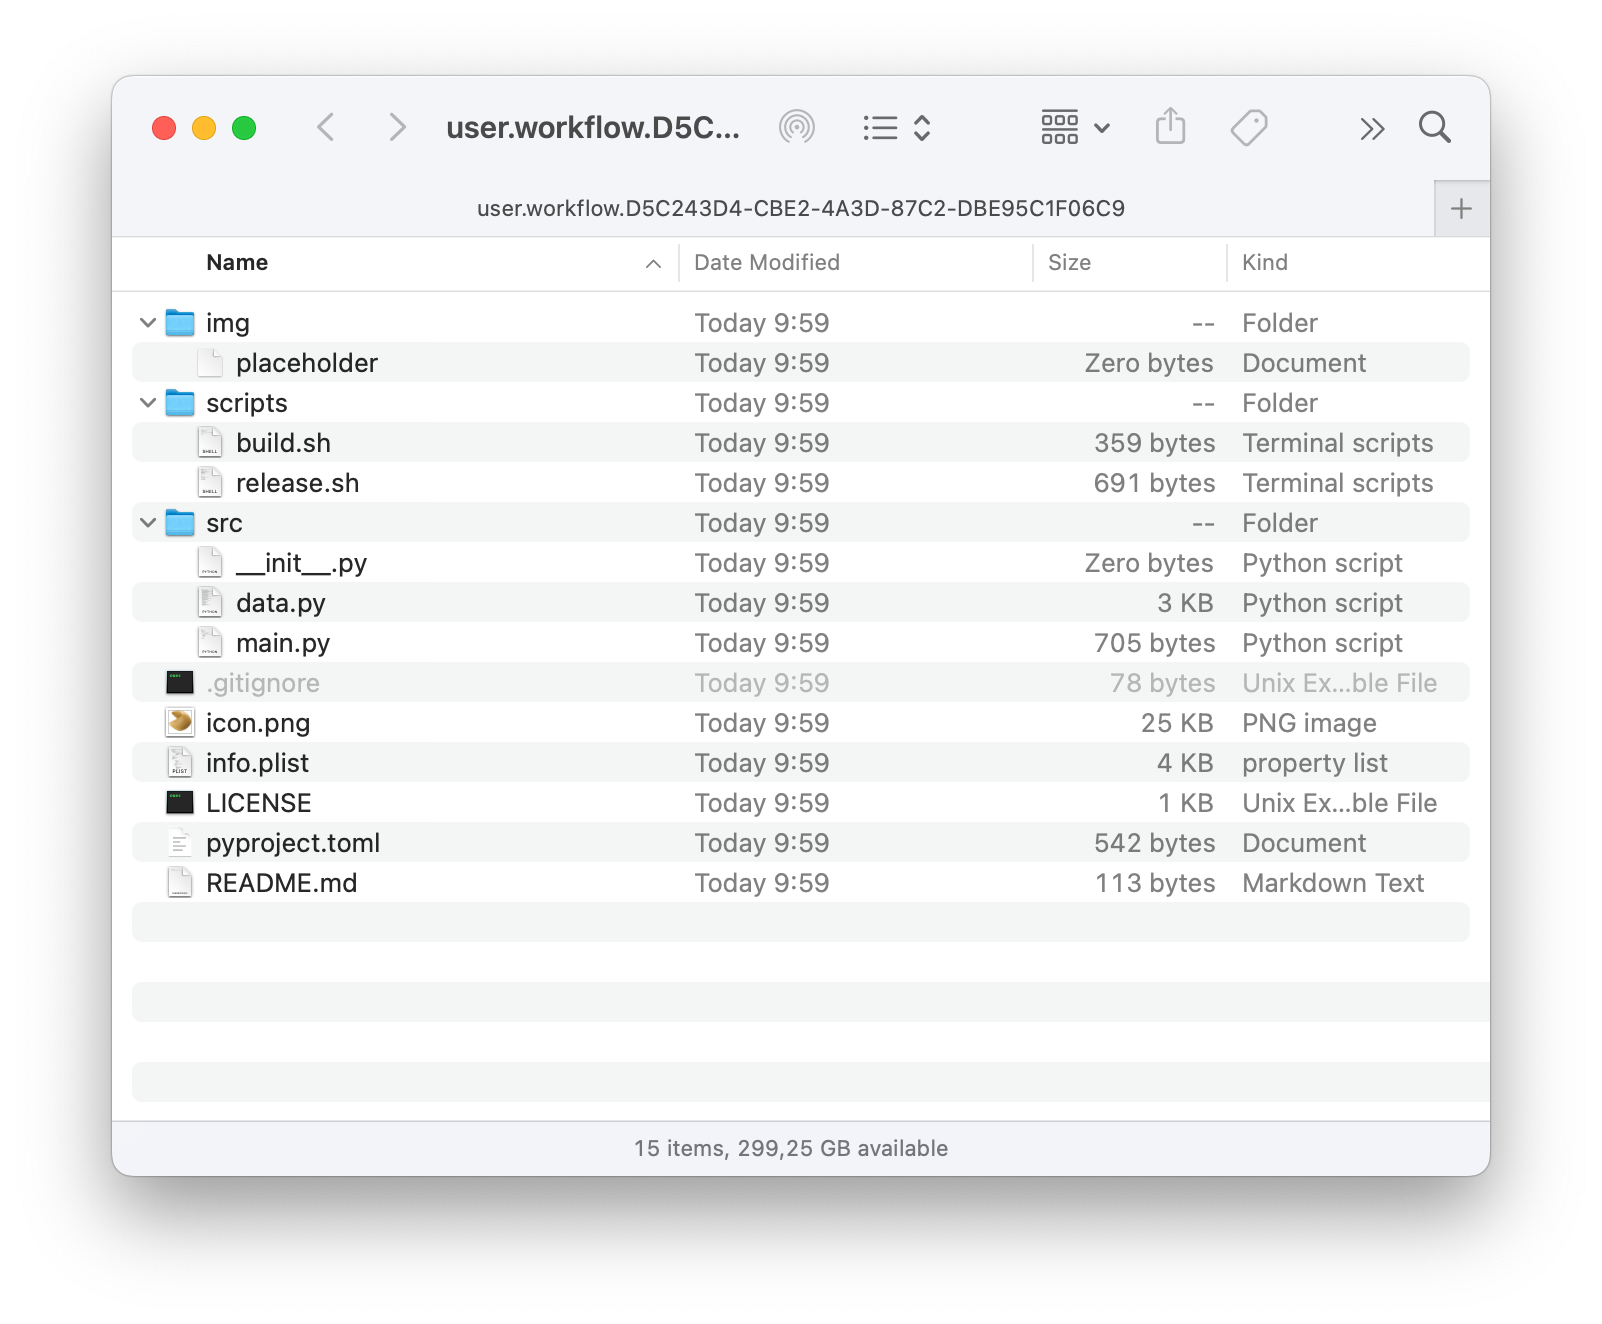 user.workflow.D5C...
user.workflow.D5C243D4-CBE2-4A3D-87C2-DBE95C1F06C9
Name Date Modified Size Kind
img Today 9:59 -- Folder
placeholder Today 9:59 Zero bytes Document
scripts Today 9:59 -- Folder
build.sh Today 9:59 359 bytes Terminal scripts
release.sh Today 9:59 691 bytes Terminal scripts
src Today 9:59 -- Folder
__init__.py Today 9:59 Zero bytes Python script
data.py Today 9:59 3 KB Python script
main.py Today 9:59 705 bytes Python script
.gitignore Today 9:59 78 bytes Unix Ex...ble File
icon.png Today 9:59 25 KB PNG image
info.plist Today 9:59 4 KB property list
LICENSE Today 9:59 1 KB Unix Ex...ble File
pyproject.toml Today 9:59 542 bytes Document
README.md Today 9:59 113 bytes Markdown Text
15 items, 299,25 GB available